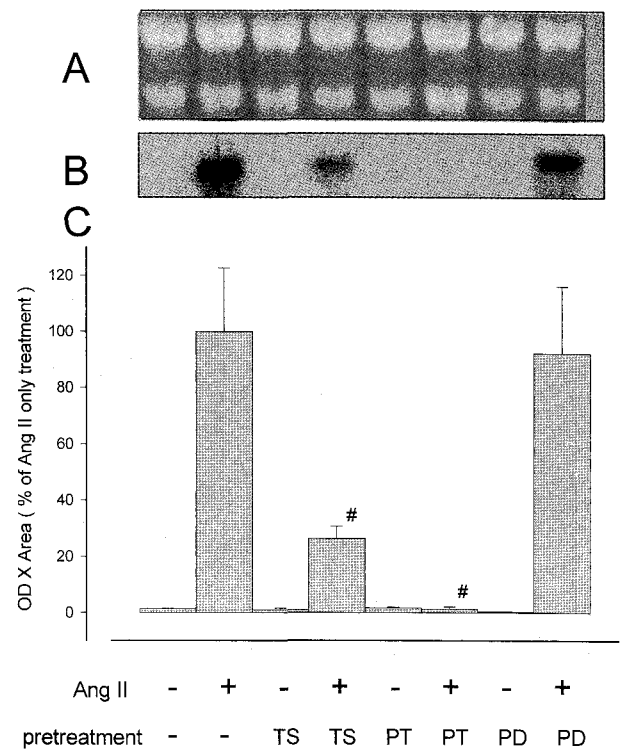 A
B
C
OD X Area ( % of Ang II only treatment )
120
100
80
60
40
20
0
#
#
Ang II - + - + - + - +
pretreatment - - TS TS PT PT PD PD